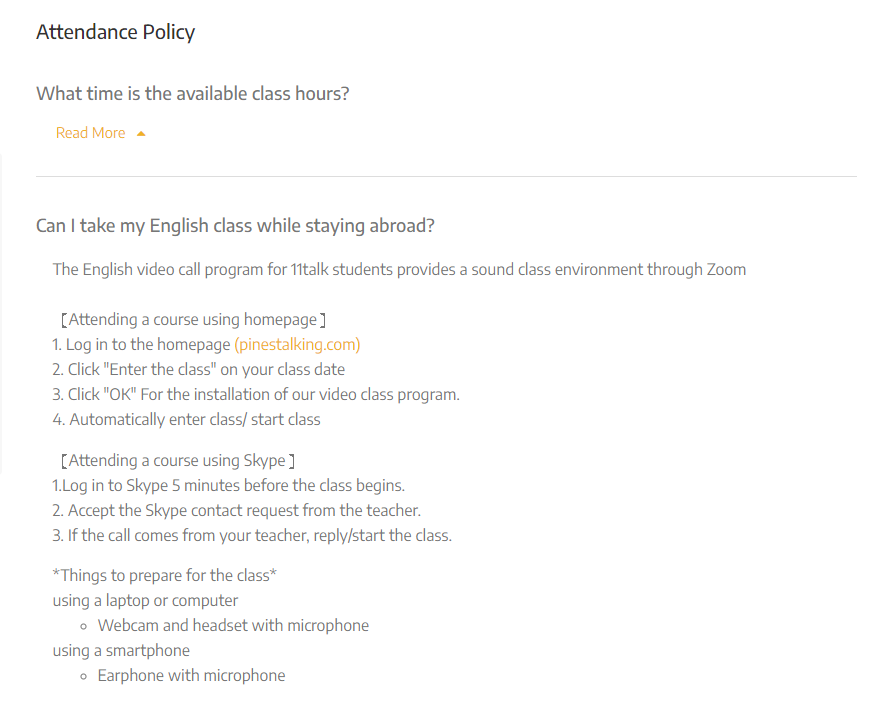 Attendance Policy
What time is the available class hours?
Read More
Can I take my English class while staying abroad?
The English video call program for 11talk students provides a sound class environment through Zoom
[Attending a course using homepage]
1. Log in to the homepage (pinestalking.com)
2. Click "Enter the class" on your class date
3. Click "OK" For the installation of our video class program.
4. Automatically enter class/ start class
[Attending a course using Skype]
1.Log in to Skype 5 minutes before the class begins.
2. Accept the Skype contact request from the teacher.
3. If the call comes from your teacher, reply/start the class.
*Things to prepare for the class*
using a laptop or computer
◦ Webcam and headset with microphone
using a smartphone
◦ Earphone with microphone